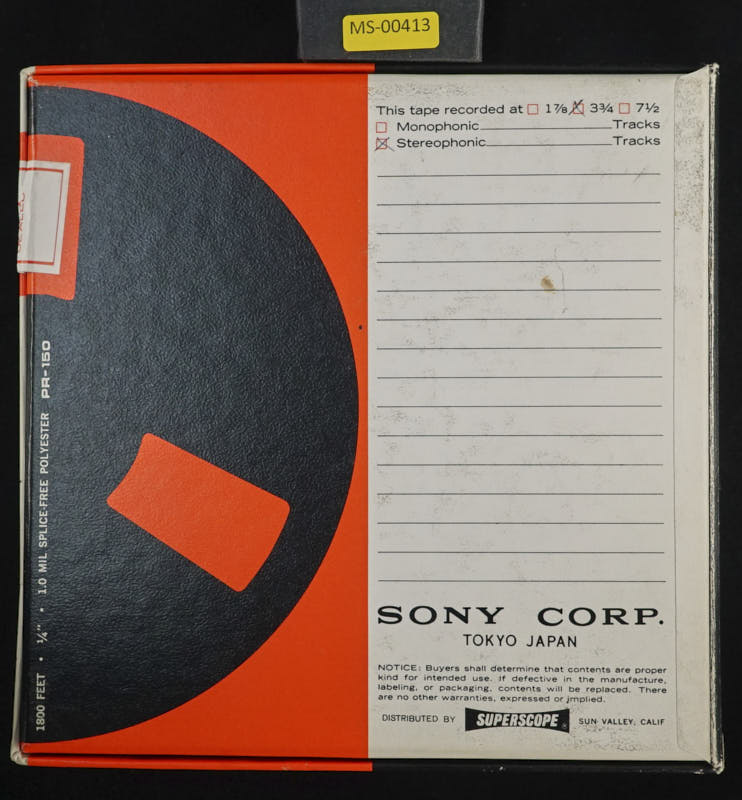 MS-00413
This tape recorded at ☐ 1⅞ ☒ 3¾ ☐ 7½
☐ Monophonic Tracks
☒ Stereophonic Tracks
1800 FEET • ¼" • 1.0 MIL SPLICE-FREE POLYESTER PR-150
SONY CORP.
TOKYO JAPAN
NOTICE: Buyers shall determine that contents are proper
kind for intended use. If defective in the manufacture,
labeling, or packaging, contents will be replaced. There
are no other warranties, expressed or implied.
DISTRIBUTED BY SUPERSCOPE SUN VALLEY, CALIF